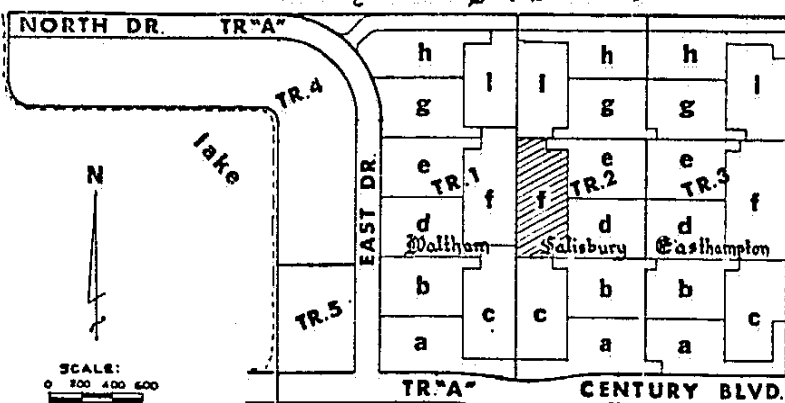 NORTH DR. TR"A"
h h h
I I I
TR.4
g g g
lake
N
e e e
TR.1 TR.2 TR.3
f f f
EAST DR.
d d d
Waltham Salisbury Easthampton
b b b
TR.5
c c c
a a a
SCALE:
0 200 400 600
TR."A" CENTURY BLVD.